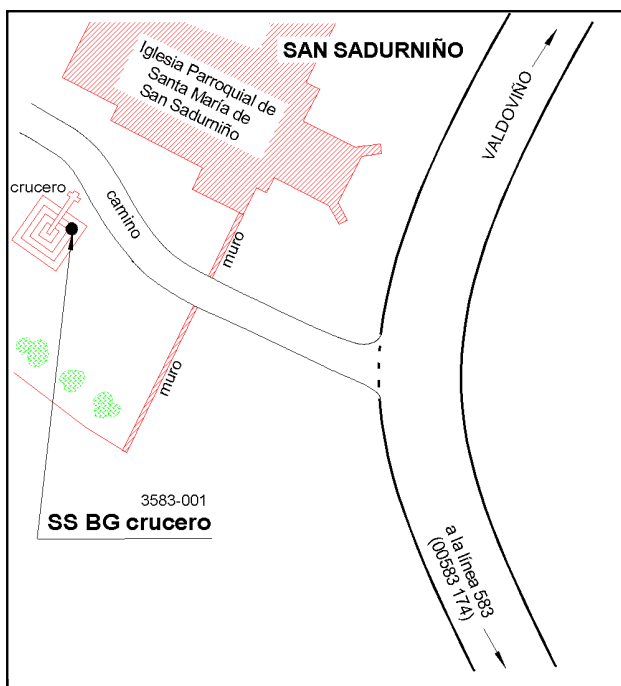 SAN SADURNIÑO
Iglesia Parroquial de
Santa María de
San Sadurniño
VALDOVIÑO
crucero
camino
muro
muro
3583-001
SS BG crucero
a la línea 583
(00583 174)